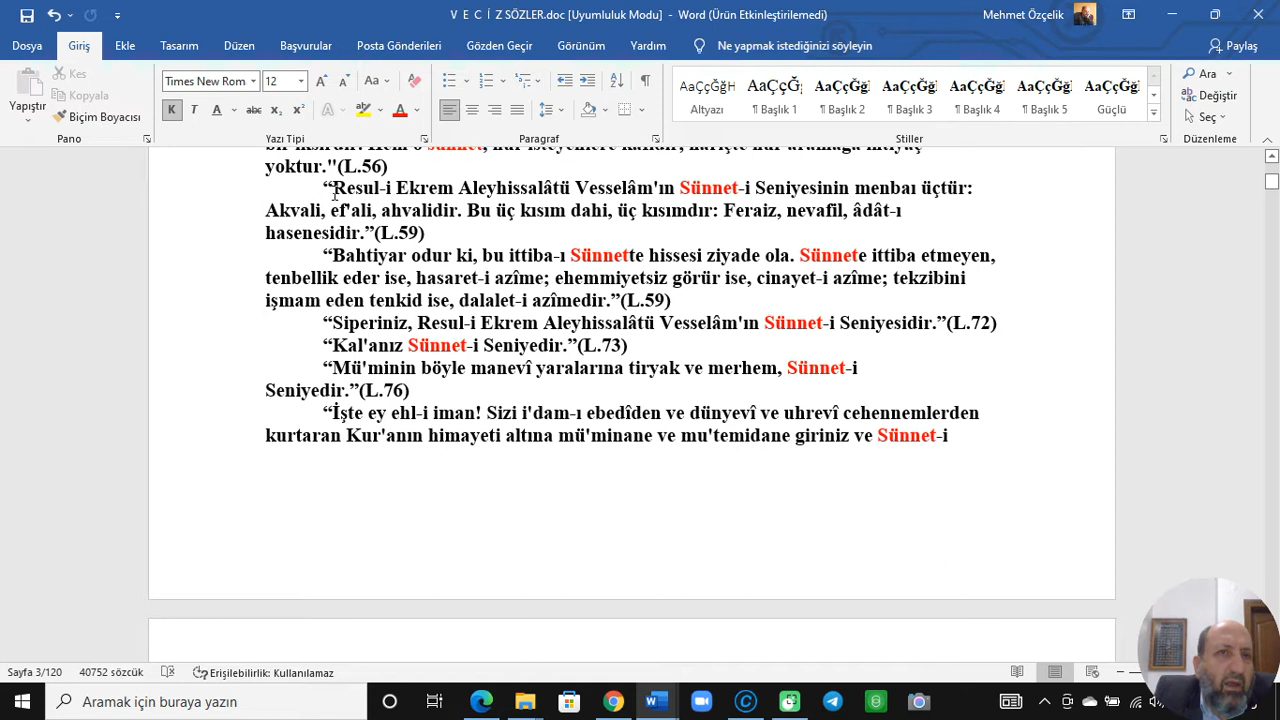 V E C İ Z SÖZLER.doc [Uyumluluk Modu] - Word (Ürün Etkinleştirilemedi)
Mehmet Özçelik
Dosya Giriş Ekle Tasarım Düzen Başvurular Posta Gönderileri Gözden Geçir Görünüm Yardım Ne yapmak istediğinizi söyleyin Paylaş
Yapıştır
Kes
Kopyala
Biçim Boyacısı
Pano
Times New Rom 12
Yazı Tipi
Paragraf
AaÇçĞğH AaÇçĞ AaÇçĞğ AaÇçĞğ AaÇçĞğ AaÇçĞğ AaÇçĞğ
Altyazı ¶ Başlık 1 ¶ Başlık 2 ¶ Başlık 3 ¶ Başlık 4 ¶ Başlık 5 Güçlü
Stiller
Ara
Değiştir
Seç
Düzenleme
yoktur."(L.56)
“Resul-i Ekrem Aleyhissalâtü Vesselâm'ın Sünnet-i Seniyesinin menbaı üçtür:
Akvali, ef'ali, ahvalidir. Bu üç kısım dahi, üç kısımdır: Feraiz, nevafil, âdât-ı
hasenesidir.”(L.59)
“Bahtiyar odur ki, bu ittiba-ı Sünnette hissesi ziyade ola. Sünnete ittiba etmeyen,
tenbellik eder ise, hasaret-i azîme; ehemmiyetsiz görür ise, cinayet-i azîme; tekzibini
işmam eden tenkid ise, dalalet-i azîmedir.”(L.59)
“Siperiniz, Resul-i Ekrem Aleyhissalâtü Vesselâm'ın Sünnet-i Seniyesidir.”(L.72)
“Kal'anız Sünnet-i Seniyedir.”(L.73)
“Mü'minin böyle manevî yaralarına tiryak ve merhem, Sünnet-i
Seniyedir.”(L.76)
“İşte ey ehl-i iman! Sizi i'dam-ı ebedîden ve dünyevî ve uhrevî cehennemlerden
kurtaran Kur'anın himayeti altına mü'minane ve mu'temidane giriniz ve Sünnet-i
Sayfa 3/120 40752 sözcük Erişilebilirlik: Kullanılamaz
Aramak için buraya yazın